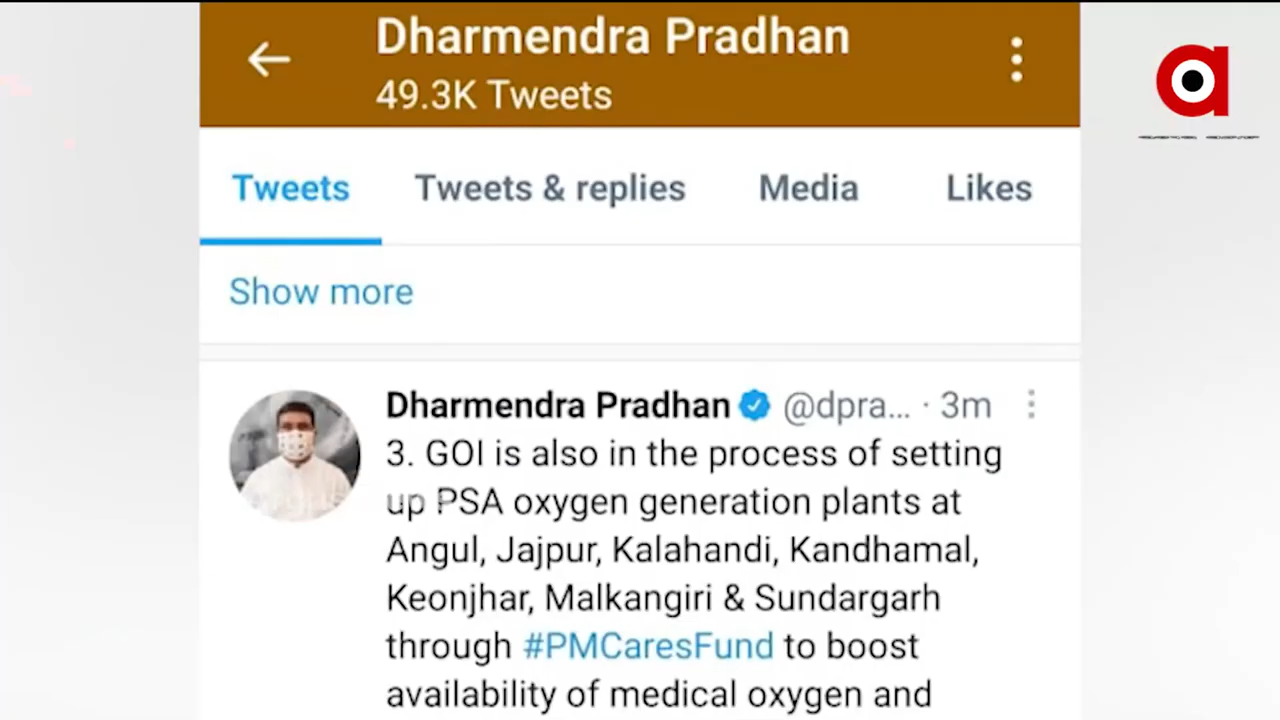 Dharmendra Pradhan
49.3K Tweets
Tweets
Tweets & replies
Media
Likes
Show more
Dharmendra Pradhan @dpra... · 3m
3. GOI is also in the process of setting
up PSA oxygen generation plants at
Angul, Jajpur, Kalahandi, Kandhamal,
Keonjhar, Malkangiri & Sundargarh
through #PMCaresFund to boost
availability of medical oxygen and